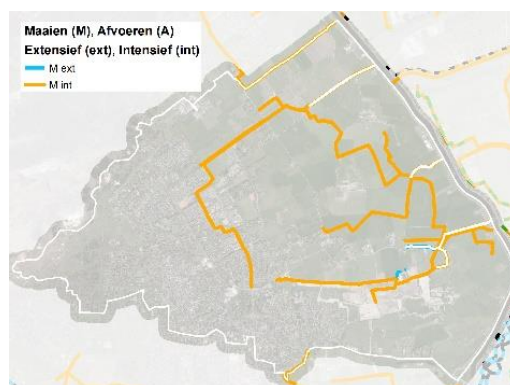 Maaien (M), Afvoeren (A)
Extensief (ext), Intensief (int)
M ext
M int